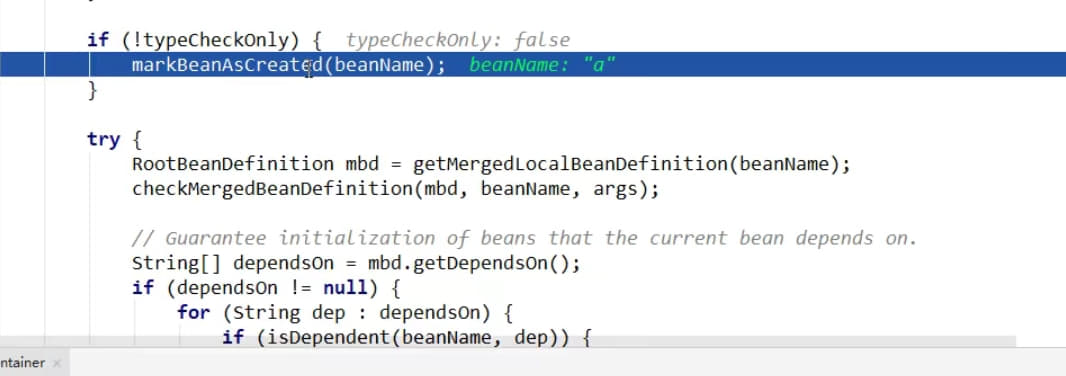 if (!typeCheckOnly) { typeCheckOnly: false
markBeanAsCreated(beanName); beanName: "a"
}
try {
RootBeanDefinition mbd = getMergedLocalBeanDefinition(beanName);
checkMergedBeanDefinition(mbd, beanName, args);
// Guarantee initialization of beans that the current bean depends on.
String[] dependsOn = mbd.getDependsOn();
if (dependsOn != null) {
for (String dep : dependsOn) {
if (isDependent(beanName, dep)) {
ntainer ×